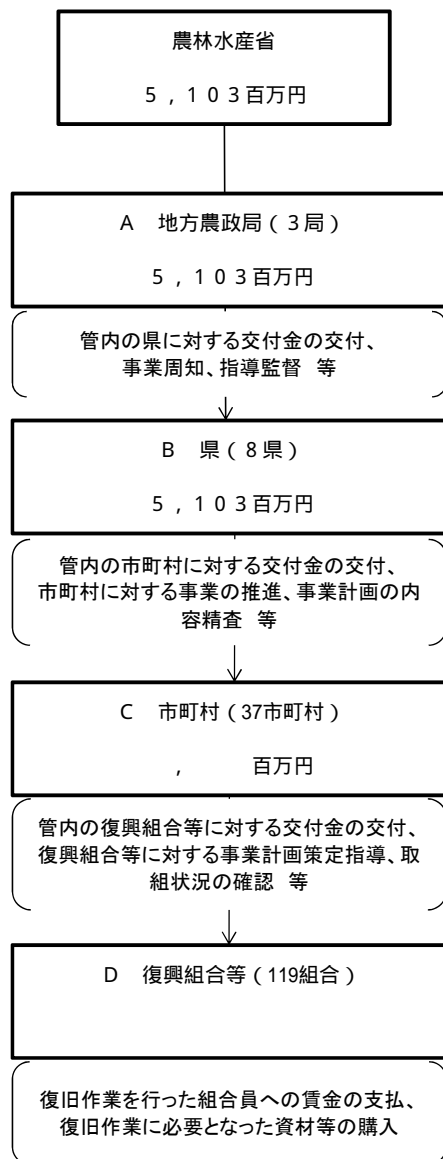 農林水産省
５，１０３百万円
A　地方農政局（３局）
５，１０３百万円
管内の県に対する交付金の交付、
事業周知、指導監督　等
B　県（８県）
５，１０３百万円
管内の市町村に対する交付金の交付、
市町村に対する事業の推進、事業計画の内
容精査　等
C　市町村（37市町村）
，　　　百万円
管内の復興組合等に対する交付金の交付、
復興組合等に対する事業計画策定指導、取
組状況の確認　等
D　復興組合等（119組合）
復旧作業を行った組合員への賃金の支払、
復旧作業に必要となった資材等の購入